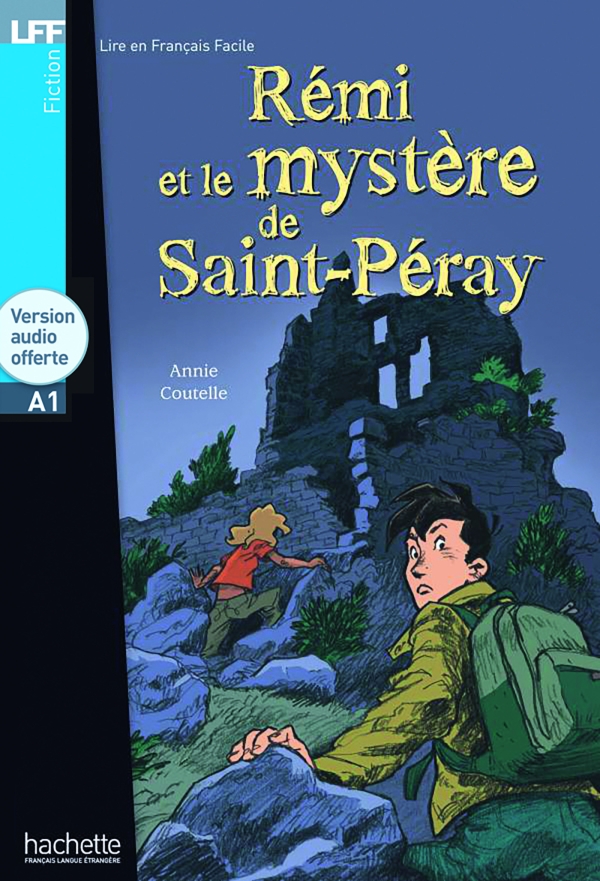 LFF
Fiction
Lire en Français Facile
Rémi
et le mystère
de
Saint-Péray
Version
audio
offerte
Annie
Coutelle
A1
hachette
FRANÇAIS LANGUE ÉTRANGÈRE